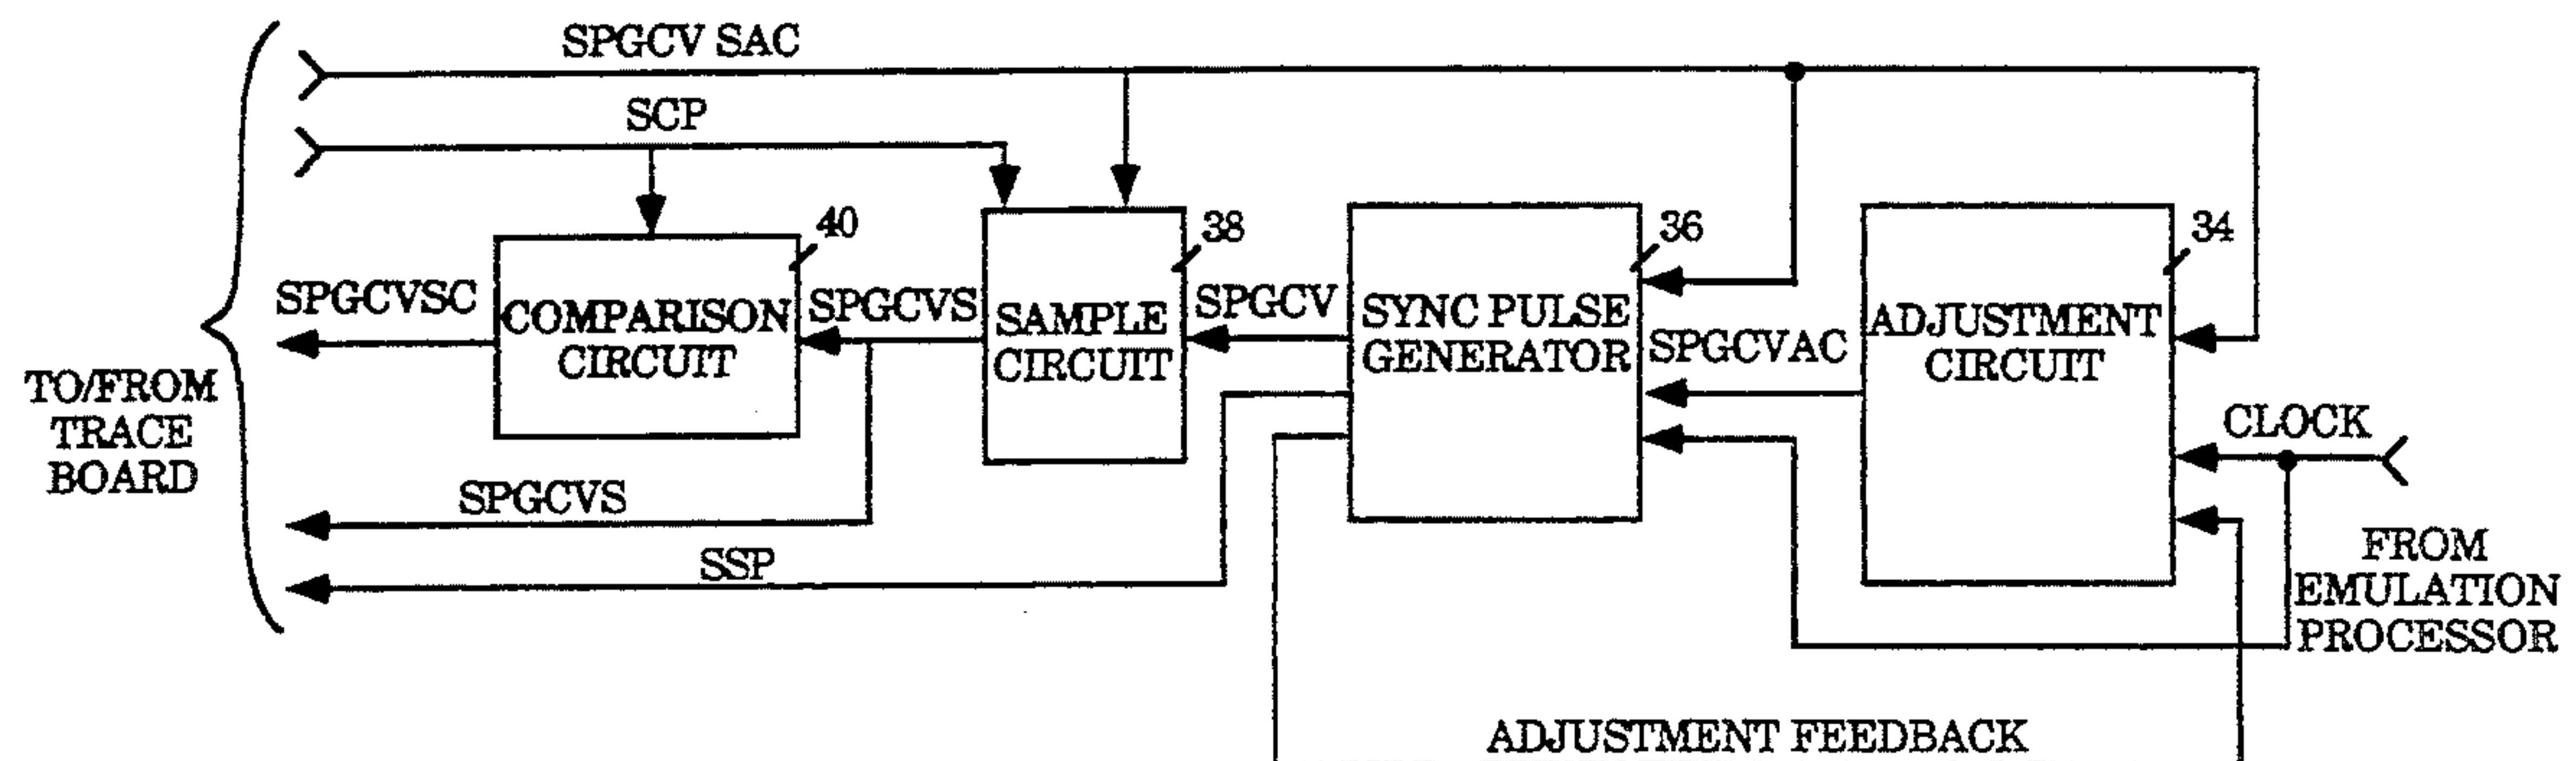 SPGCV SAC
SCP
40
38
36
34
SPGCVSC
COMPARISON
CIRCUIT
SPGCVS
SAMPLE
CIRCUIT
SPGCV
SYNC PULSE
GENERATOR
SPGCVAC
ADJUSTMENT
CIRCUIT
TO/FROM
TRACE
BOARD
CLOCK
SPGCVS
SSP
FROM
EMULATION
PROCESSOR
ADJUSTMENT FEEDBACK